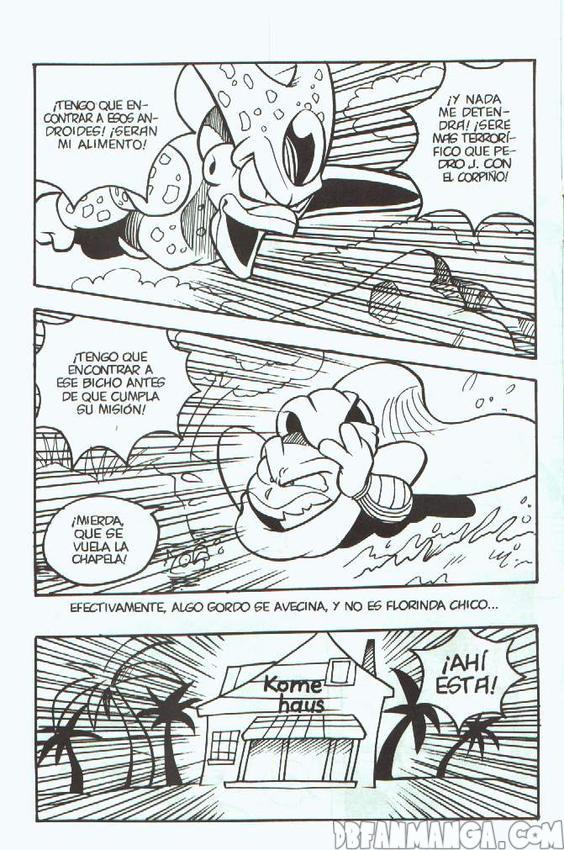 ¡TENGO QUE EN-
CONTRAR A ESOS AN-
DROIDES! ¡SERAN
MI ALIMENTO!
¡Y NADA
ME DETEN-
DRÁ! ¡SERÉ
MÁS TERRORÍ-
FICO QUE PE-
DRO J. CON
EL CORPIÑO!
¡TENGO QUE
ENCONTRAR A
ESE BICHO ANTES
DE QUE CUMPLA
SU MISIÓN!
¡MIERDA,
QUE SE
VUELA LA
CHAPELA!
EFECTIVAMENTE, ALGO GORDO SE AVECINA, Y NO ES FLORINDA CHICO...
Kome
haus
¡AHÍ
ESTÁ!
DBFANMANGA.COM